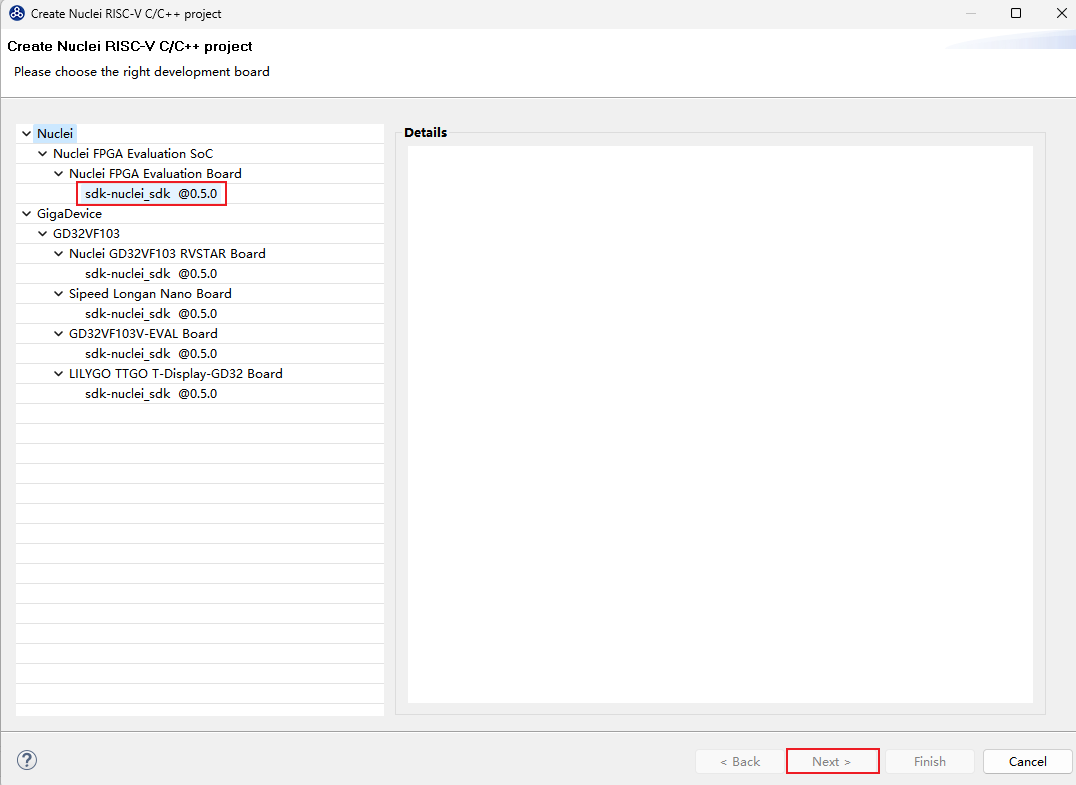 Create Nuclei RISC-V C/C++ project
Create Nuclei RISC-V C/C++ project
Please choose the right development board
Nuclei
Nuclei FPGA Evaluation SoC
Nuclei FPGA Evaluation Board
sdk-nuclei_sdk @0.5.0
GigaDevice
GD32VF103
Nuclei GD32VF103 RVSTAR Board
sdk-nuclei_sdk @0.5.0
Sipeed Longan Nano Board
sdk-nuclei_sdk @0.5.0
GD32VF103V-EVAL Board
sdk-nuclei_sdk @0.5.0
LILYGO TTGO T-Display-GD32 Board
sdk-nuclei_sdk @0.5.0
Details
?
< Back
Next >
Finish
Cancel